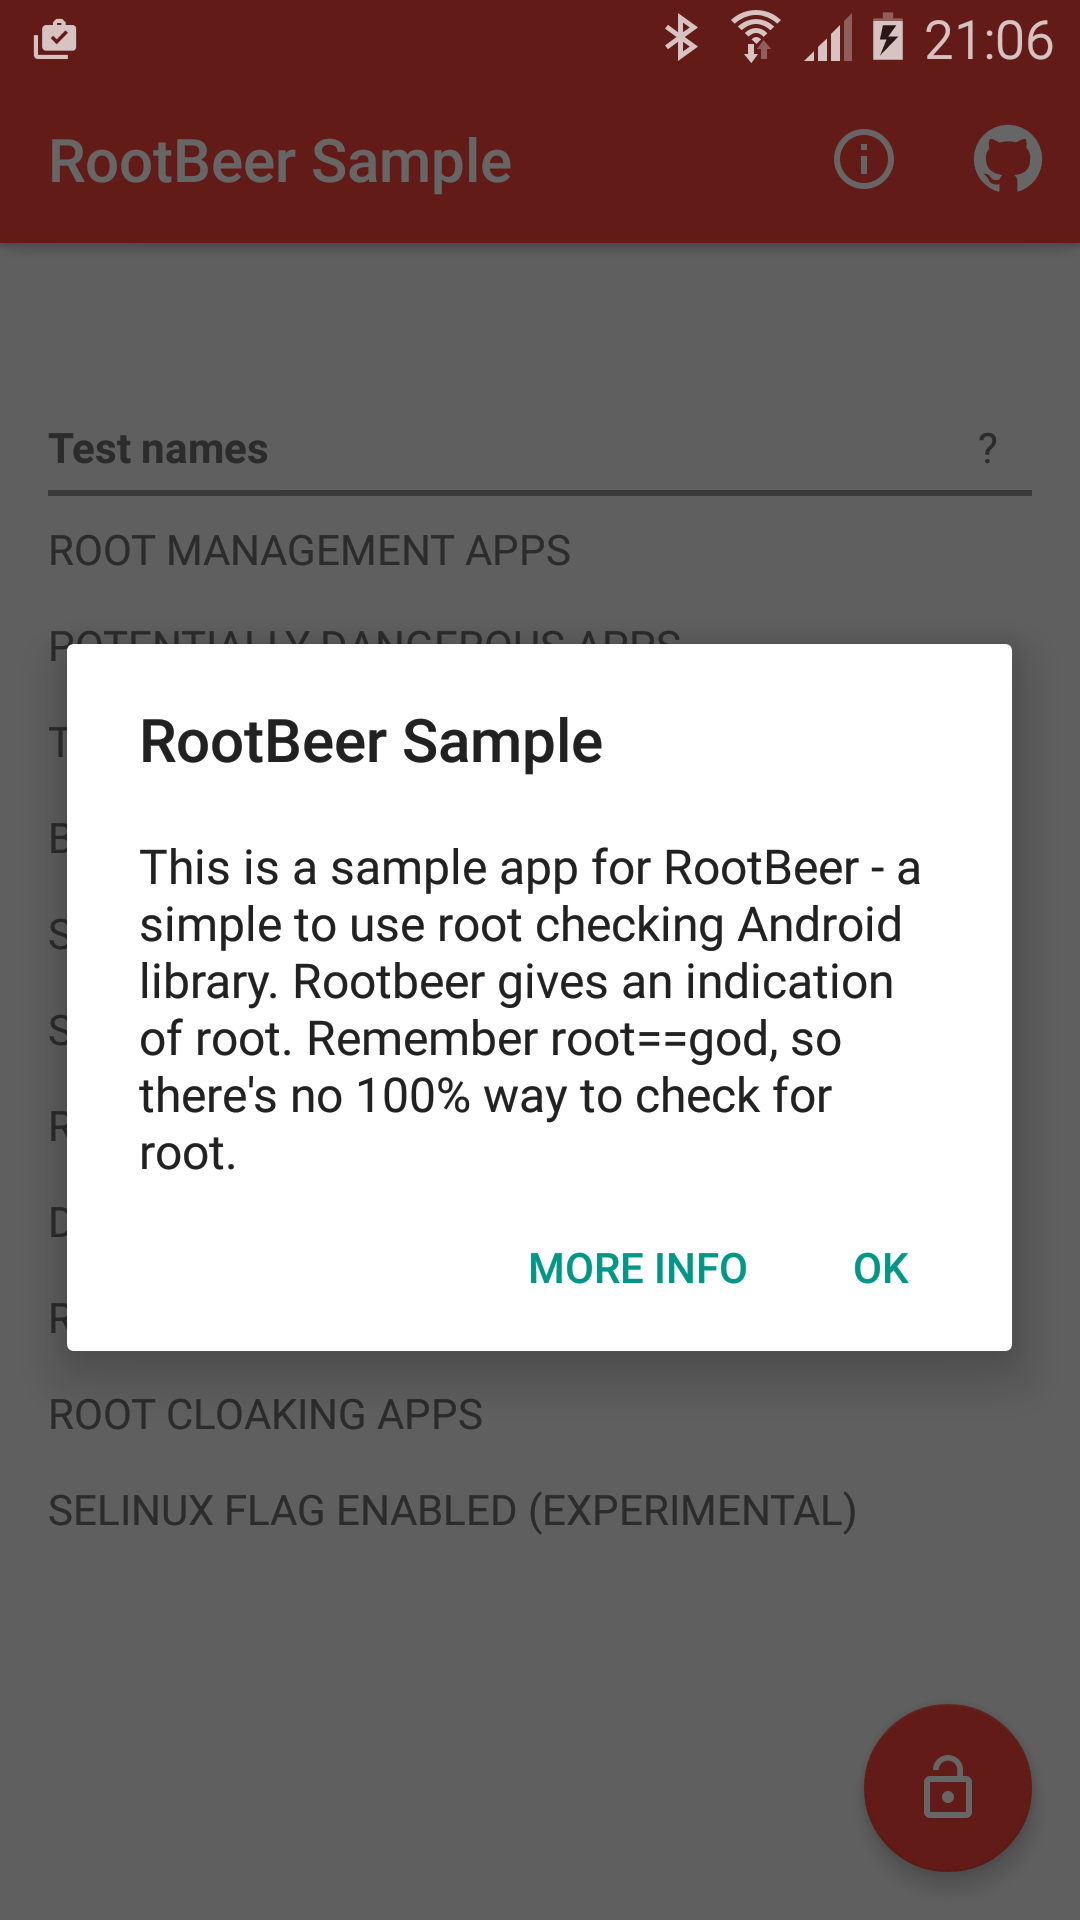 21:06
RootBeer Sample
Test names ?
ROOT MANAGEMENT APPS
POTENTIALLY DANGEROUS APPS
RootBeer Sample
This is a sample app for RootBeer - a
simple to use root checking Android
library. Rootbeer gives an indication
of root. Remember root==god, so
there's no 100% way to check for
root.
MORE INFO OK
ROOT CLOAKING APPS
SELINUX FLAG ENABLED (EXPERIMENTAL)